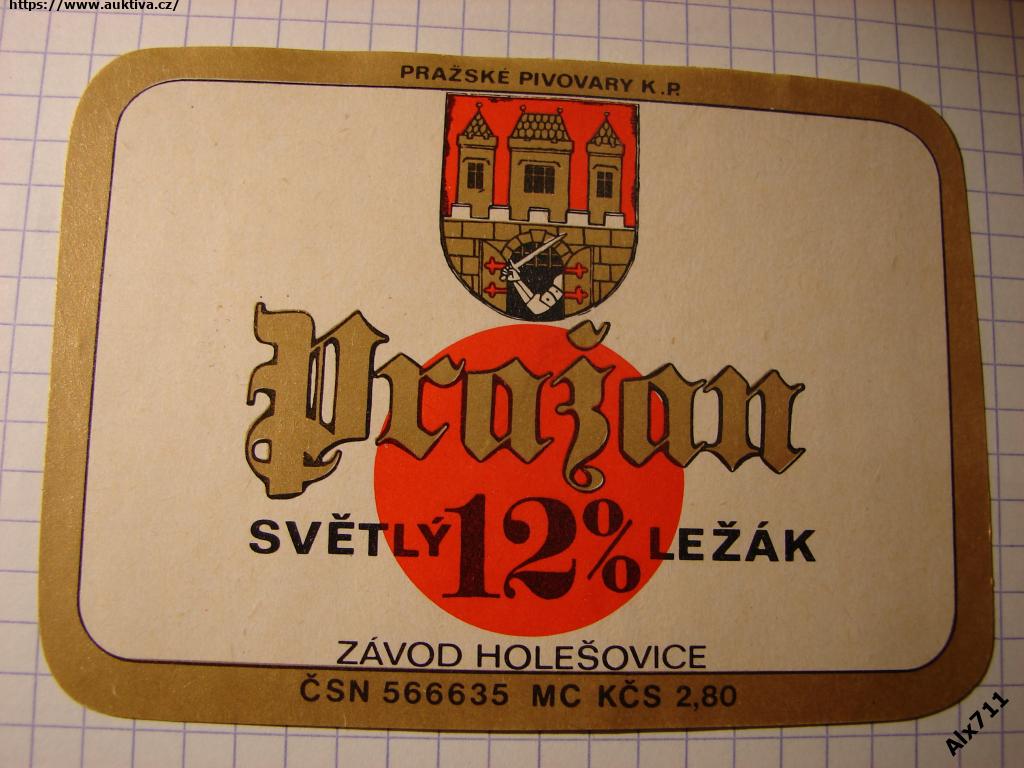 https://www.auktiva.cz/
PRAŽSKÉ PIVOVARY K.P.
Pražan
SVĚTLÝ 12% LEŽÁK
ZÁVOD HOLEŠOVICE
ČSN 566635 MC KČS 2,80
Alx711